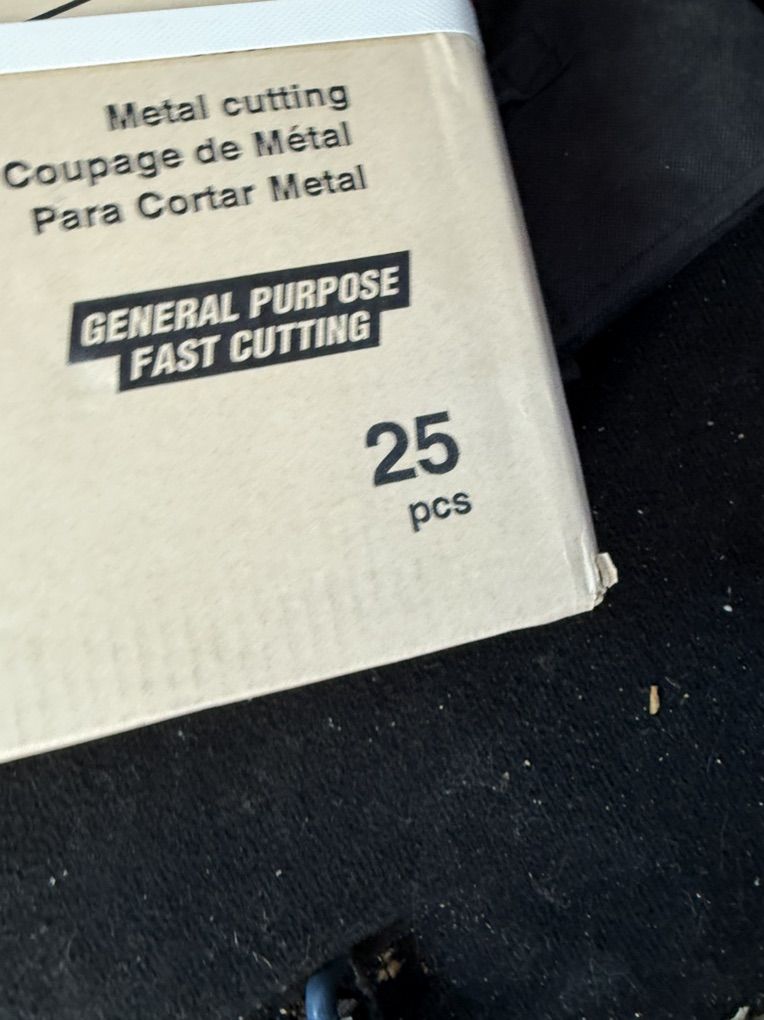 Metal cutting
Coupage de Métal
Para Cortar Metal
GENERAL PURPOSE
FAST CUTTING
25
pcs